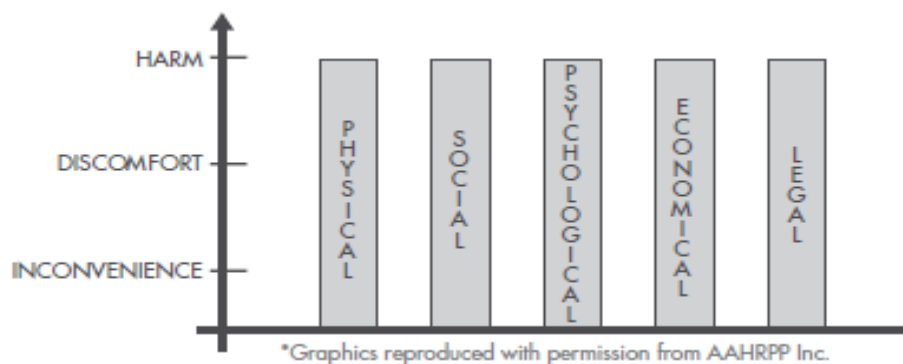 HARM
DISCOMFORT
INCONVENIENCE
PHYSICAL
SOCIAL
PSYCHOLOGICAL
ECONOMICAL
LEGAL
*Graphics reproduced with permission from AAHRPP Inc.